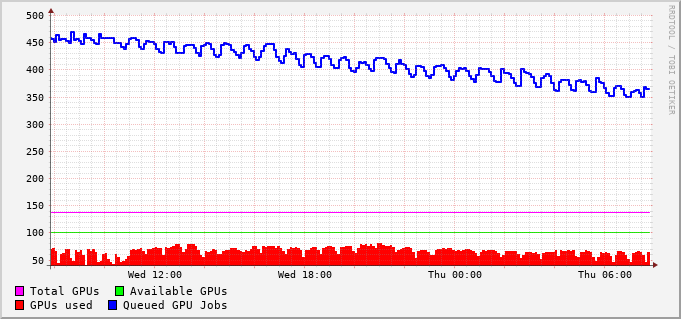 500
450
400
350
300
250
200
150
100
50
Wed 12:00 Wed 18:00 Thu 00:00 Thu 06:00
Total GPUs Available GPUs
GPUs used Queued GPU Jobs
RRDTOOL / TOBI OETIKER